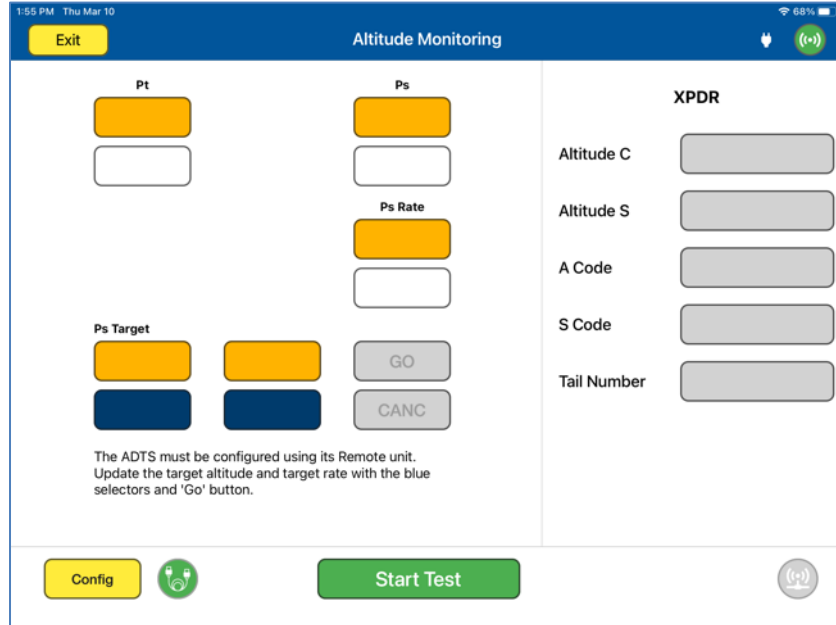 1:55 PM Thu Mar 10
68%
Exit
Altitude Monitoring
Pt
Ps
Ps Rate
Ps Target
GO
CANC
The ADTS must be configured using its Remote unit.
Update the target altitude and target rate with the blue
selectors and 'Go' button.
XPDR
Altitude C
Altitude S
A Code
S Code
Tail Number
Config
Start Test